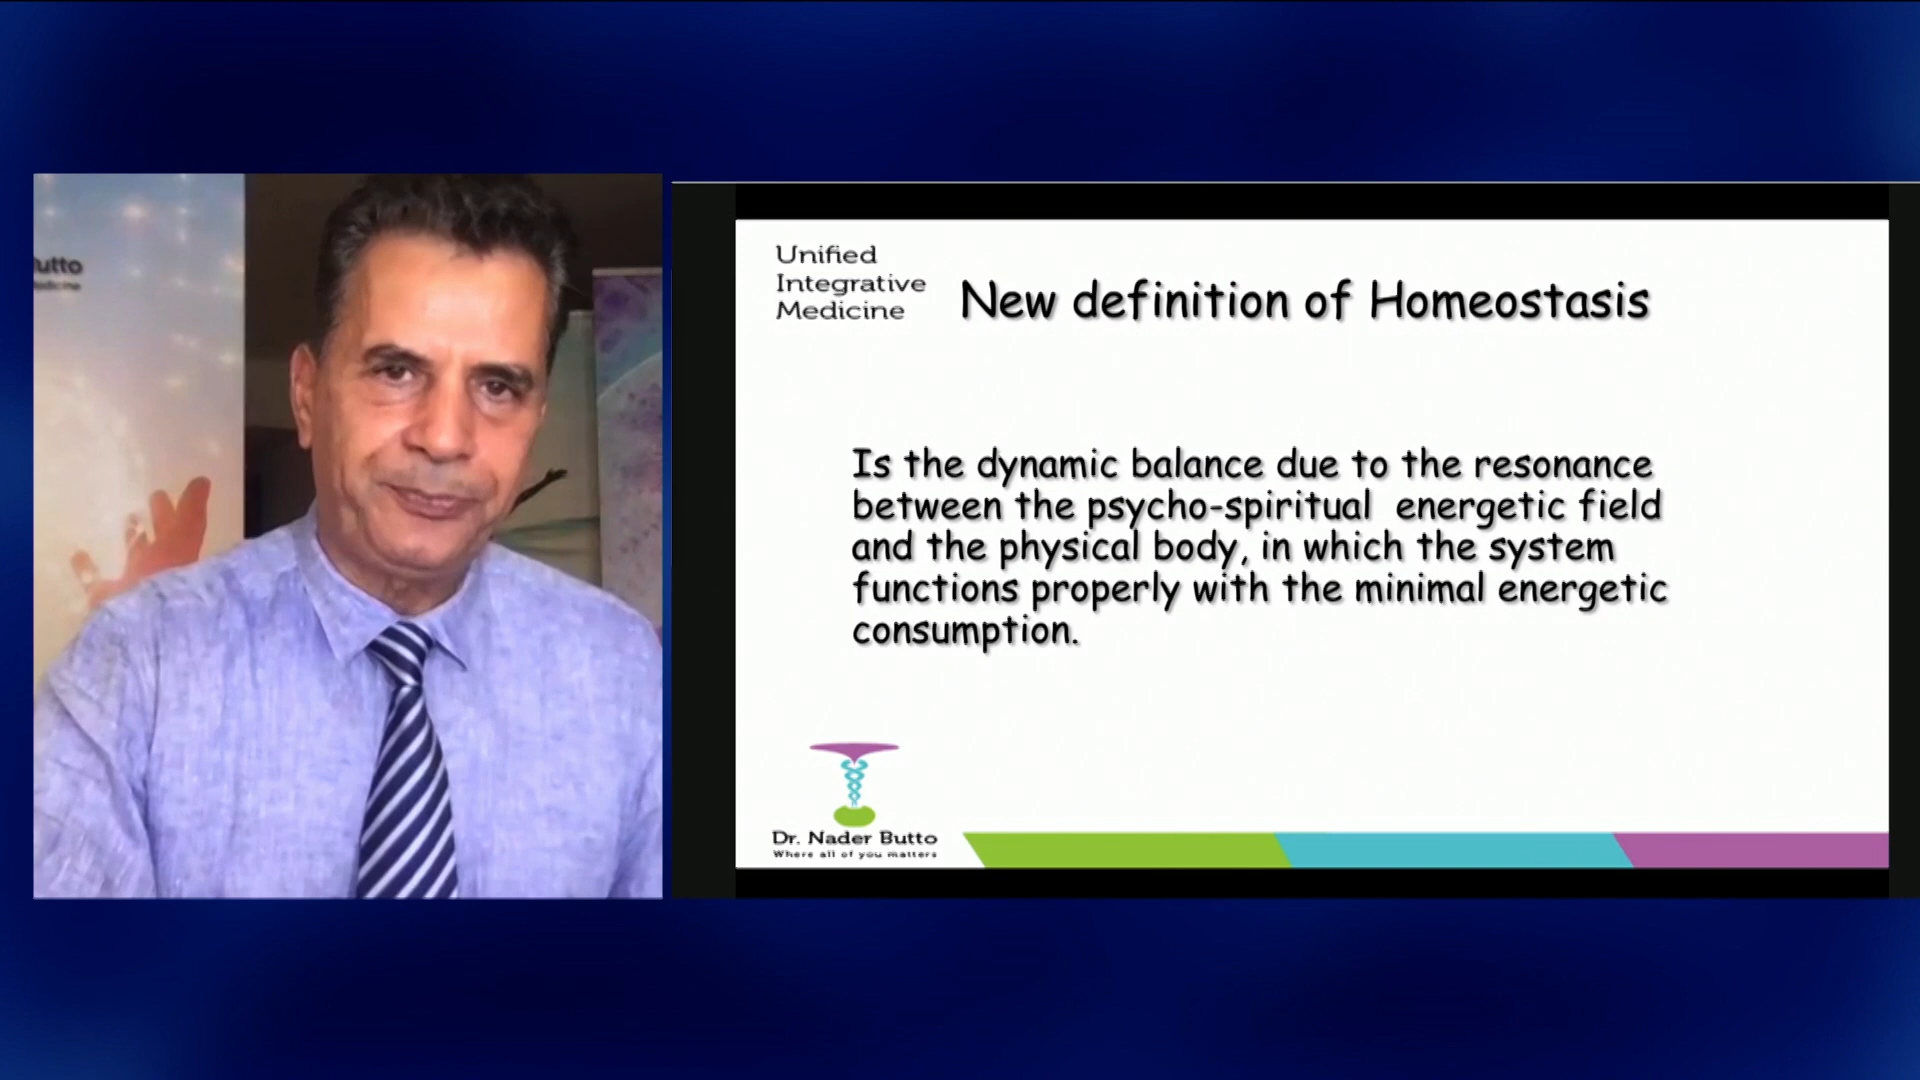 utto
edicine
Unified
Integrative
Medicine
New definition of Homeostasis
Is the dynamic balance due to the resonance
between the psycho-spiritual energetic field
and the physical body, in which the system
functions properly with the minimal energetic
consumption.
Dr. Nader Butto
Where all of you matters